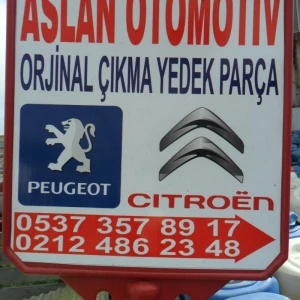 ASLAN OTOMOTİV
ORJİNAL ÇIKMA YEDEK PARÇA
PEUGEOT
CITROËN
0537 357 89 17
0212 486 23 48